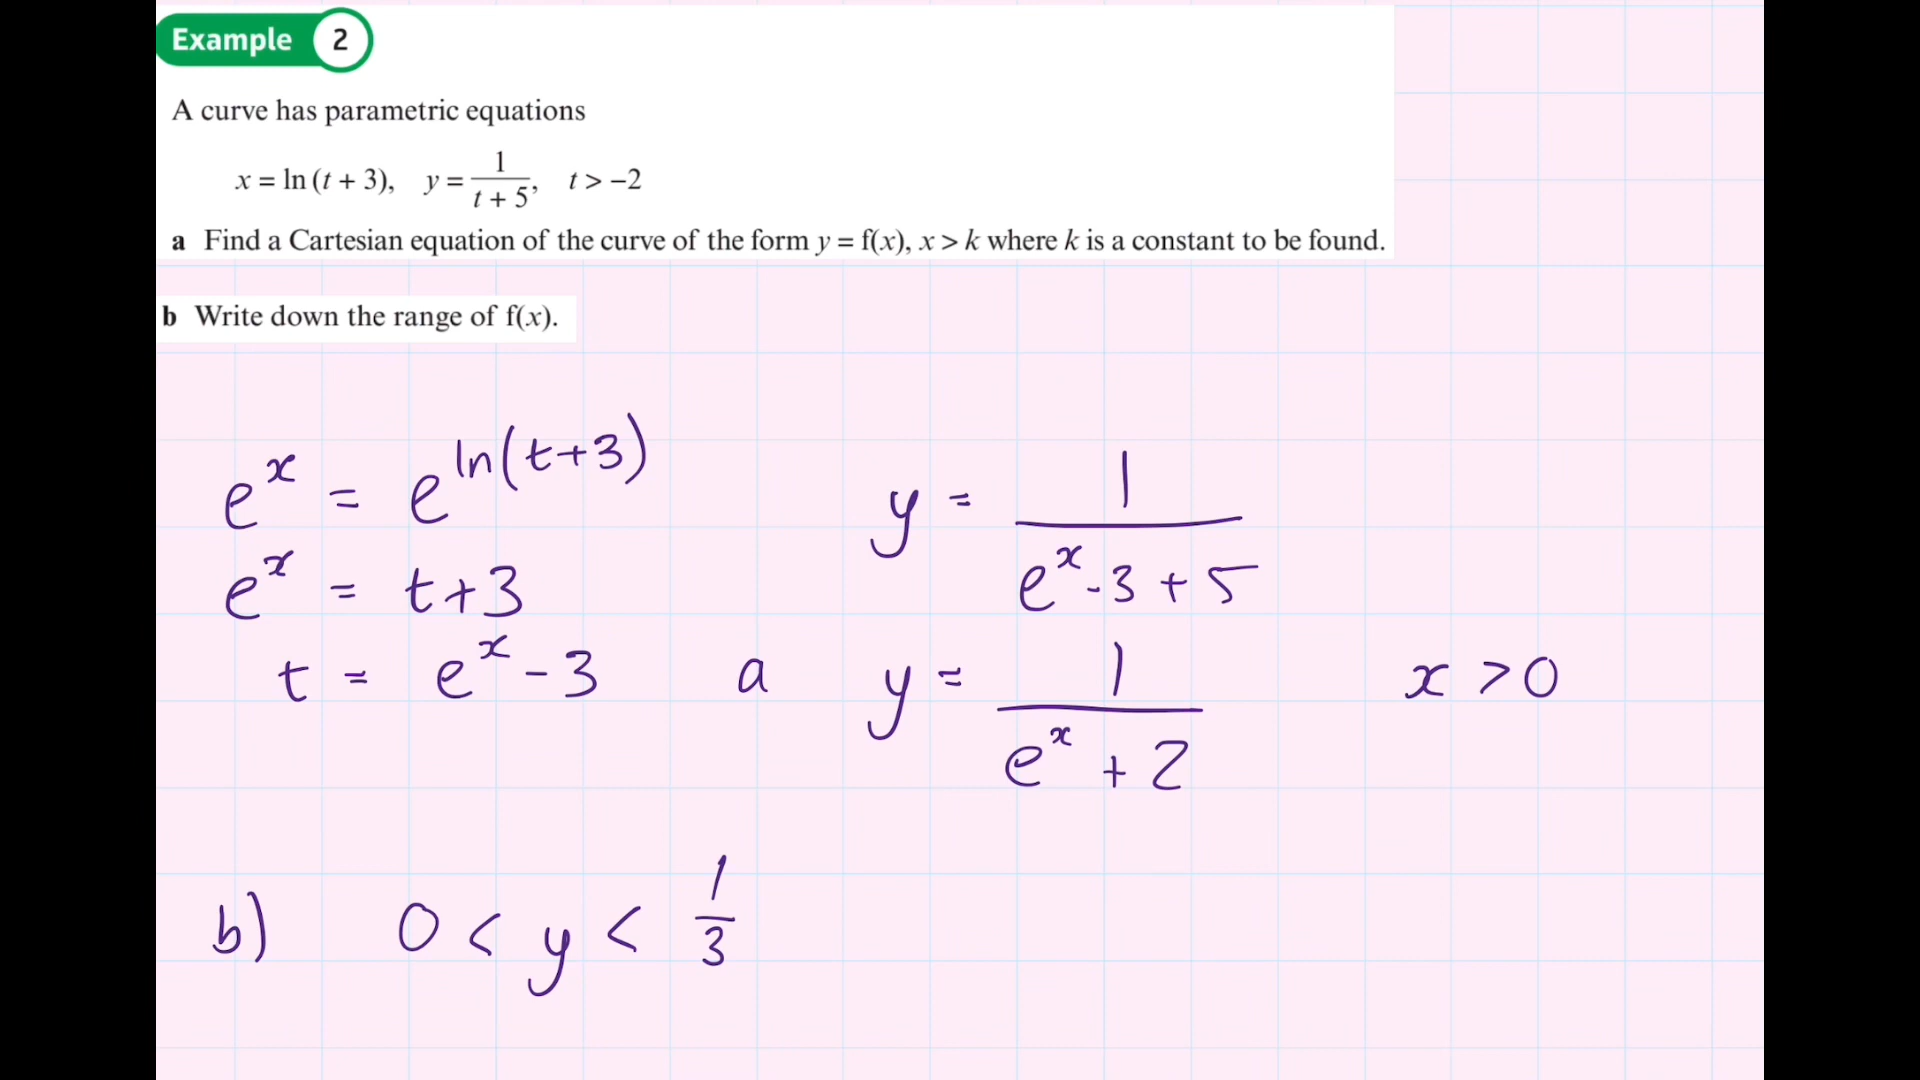 Example 2
A curve has parametric equations
x = ln (t + 3), y = 1/(t + 5), t > −2
a Find a Cartesian equation of the curve of the form y = f(x), x > k where k is a constant to be found.
b Write down the range of f(x).
e^x = e^ln(t+3)
y = 1/(e^x - 3 + 5)
e^x = t+3
t = e^x - 3
a y = 1/(e^x + 2) x > 0
b) 0 < y < 1/3